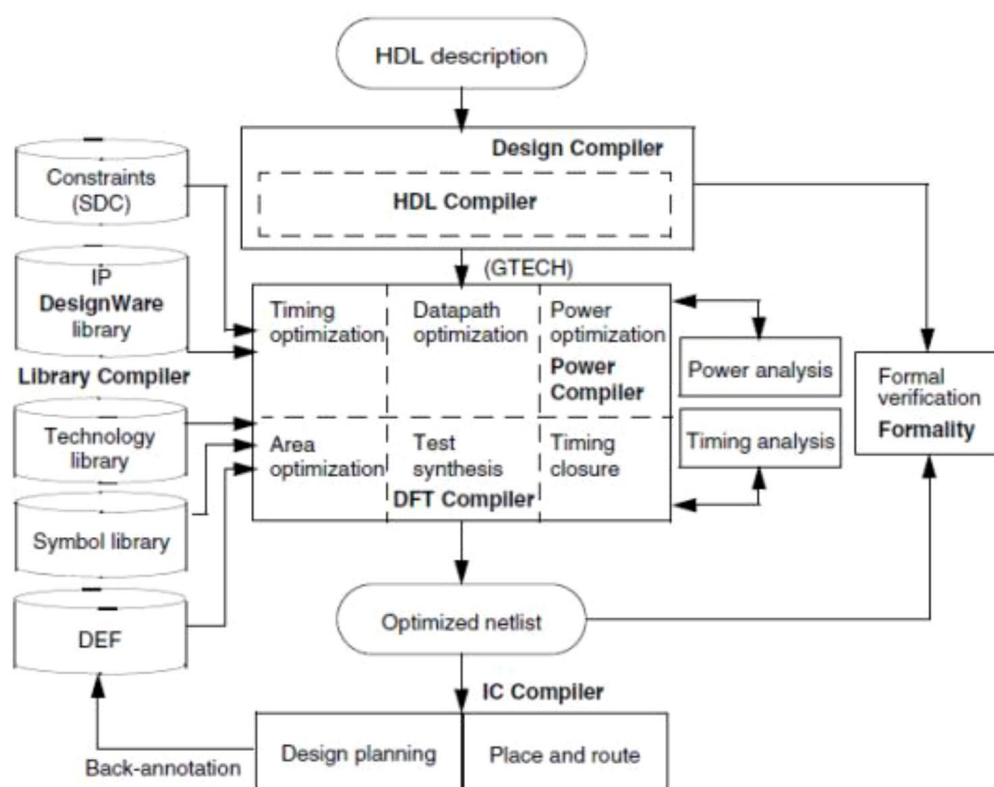 HDL description
Design Compiler
HDL Compiler
Constraints
(SDC)
IP
DesignWare
library
Library Compiler
Technology
library
Symbol library
DEF
(GTECH)
Timing
optimization
Datapath
optimization
Power
optimization
Power
Compiler
Area
optimization
Test
synthesis
DFT Compiler
Timing
closure
Power analysis
Timing analysis
Formal
verification
Formality
Optimized netlist
IC Compiler
Design planning
Place and route
Back-annotation